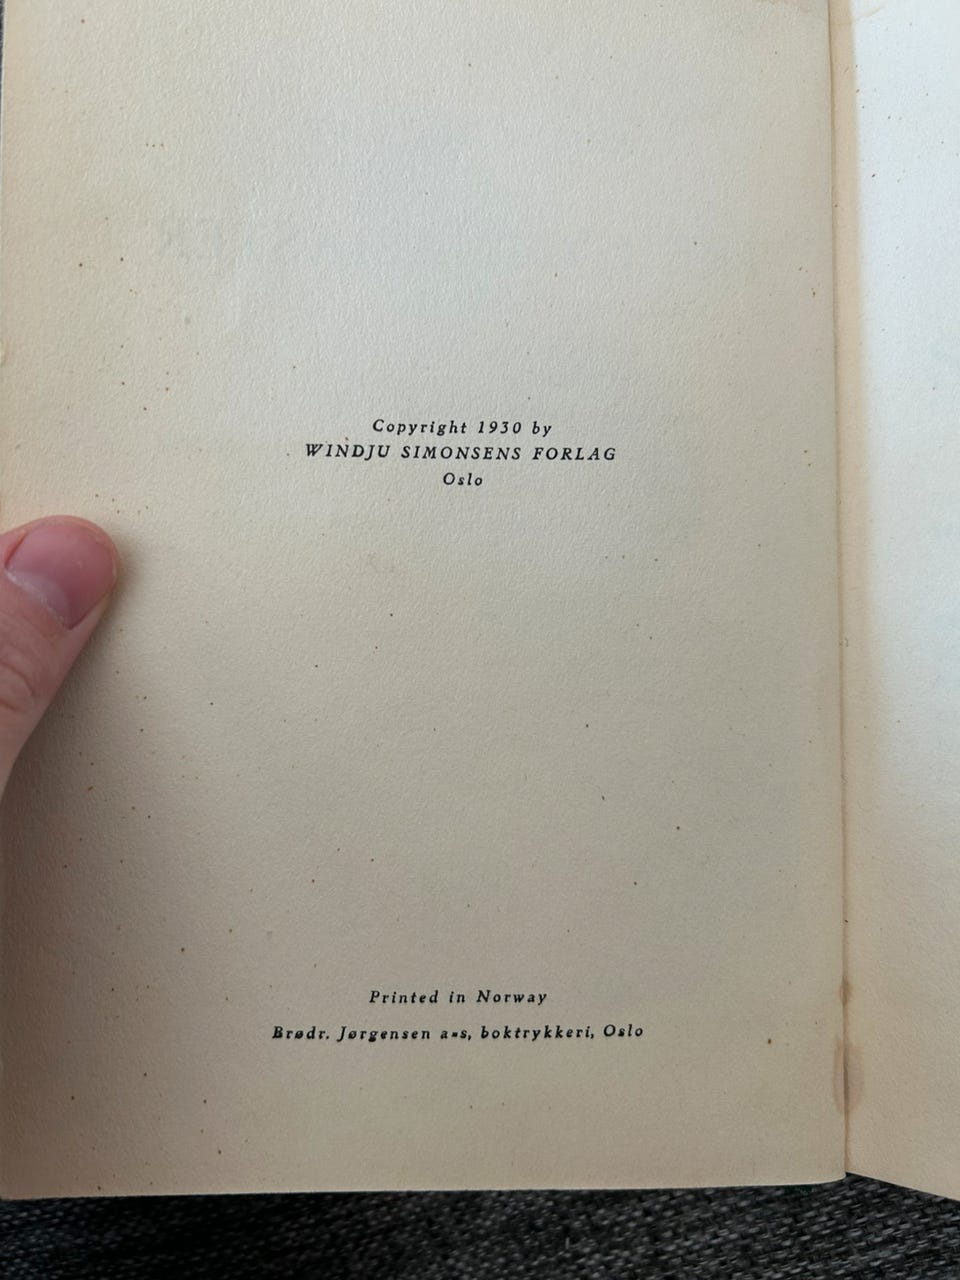 Copyright 1930 by
WINDJU SIMONSENS FORLAG
Oslo
Printed in Norway
Brødr. Jørgensen a=s, boktrykkeri, Oslo